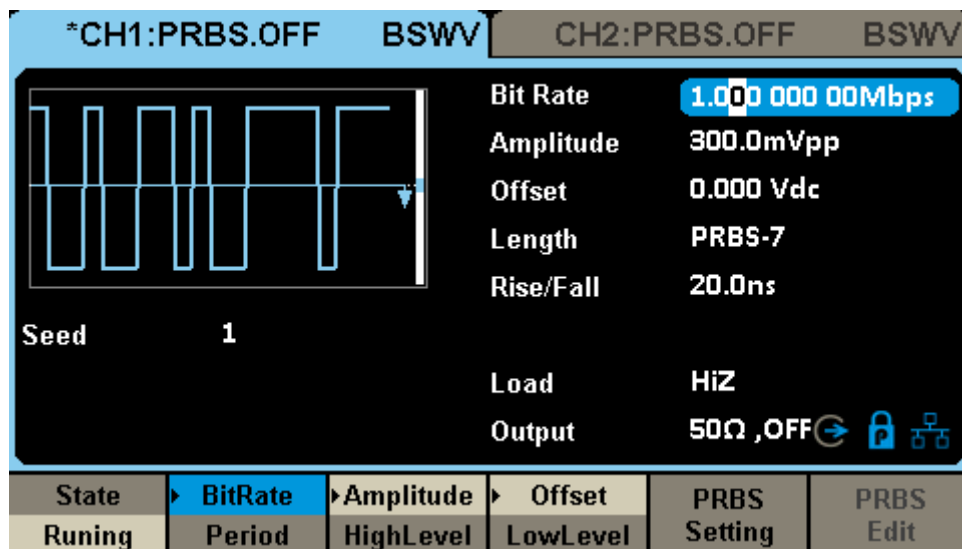 *CH1:PRBS.OFF BSWV CH2:PRBS.OFF BSWV
Bit Rate 1.000 000 00Mbps
Amplitude 300.0mVpp
Offset 0.000 Vdc
Length PRBS-7
Rise/Fall 20.0ns
Seed 1
Load HiZ
Output 50Ω ,OFF P
State BitRate Amplitude Offset PRBS PRBS
Runing Period HighLevel LowLevel Setting Edit